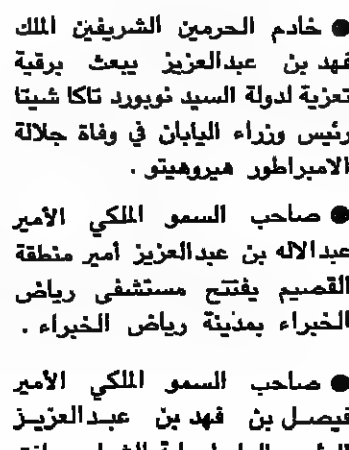 ● خادم الحرمين الشريفين الملك
فهد بن عبدالعزيز يبعث برقية
تعزية لدولة السيد نوبورد تاكا شيتا
رئيس وزراء اليابان في وفاة جلالة
الامبراطور هيروهيتو .
● صاحب السمو الملكي الأمير
عبدالاله بن عبدالعزيز أمير منطقة
القصيم يفتتح مستشفى رياض
الخبراء بمدينة رياض الخبراء .
● صاحب السمو الملكي الأمير
فيصل بن فهد بن عبدالعزيز